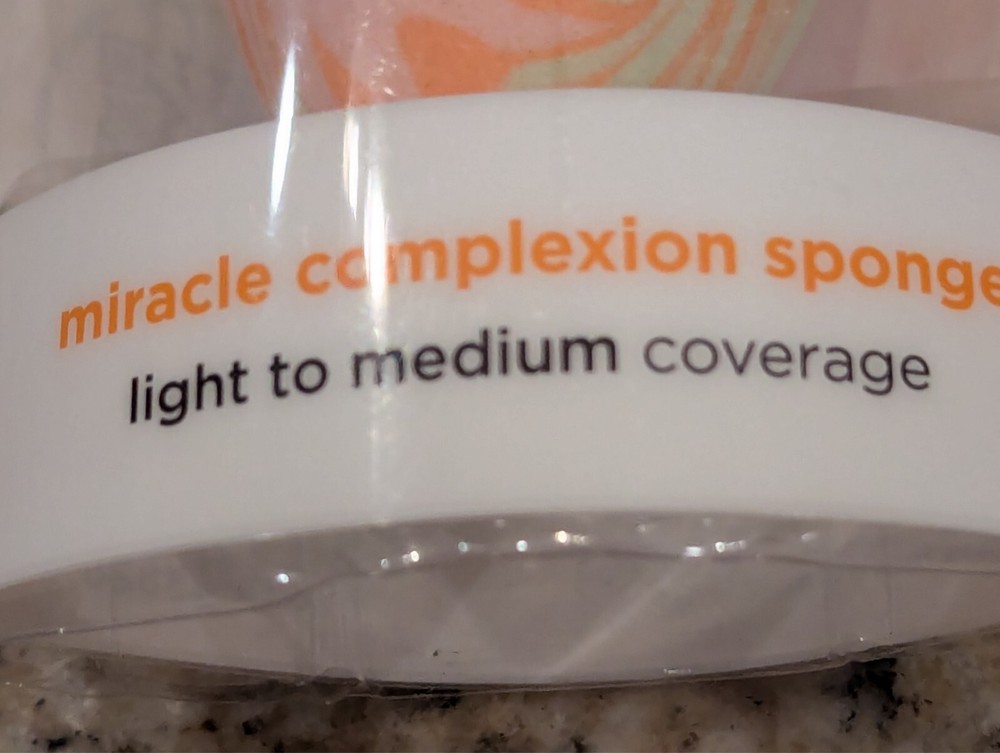 miracle complexion sponge
light to medium coverage